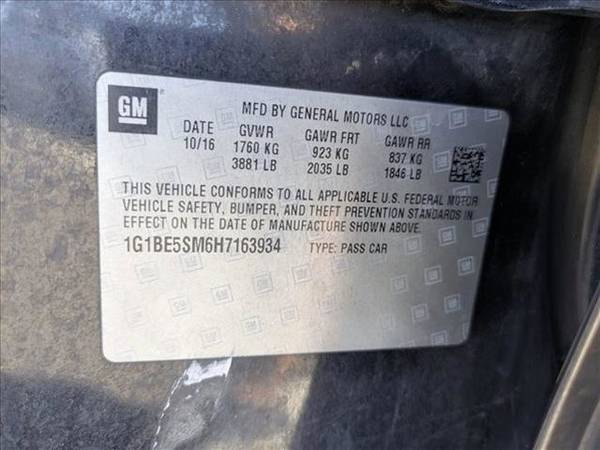 GM
MFD BY GENERAL MOTORS LLC
DATE GVWR GAWR FRT GAWR RR
10/16 1760 KG 923 KG 837 KG
3881 LB 2035 LB 1846 LB
THIS VEHICLE CONFORMS TO ALL APPLICABLE U.S. FEDERAL MOTOR
VEHICLE SAFETY, BUMPER, AND THEFT PREVENTION STANDARDS IN
EFFECT ON THE DATE OF MANUFACTURE SHOWN ABOVE.
1G1BE5SM6H7163934 TYPE: PASS CAR